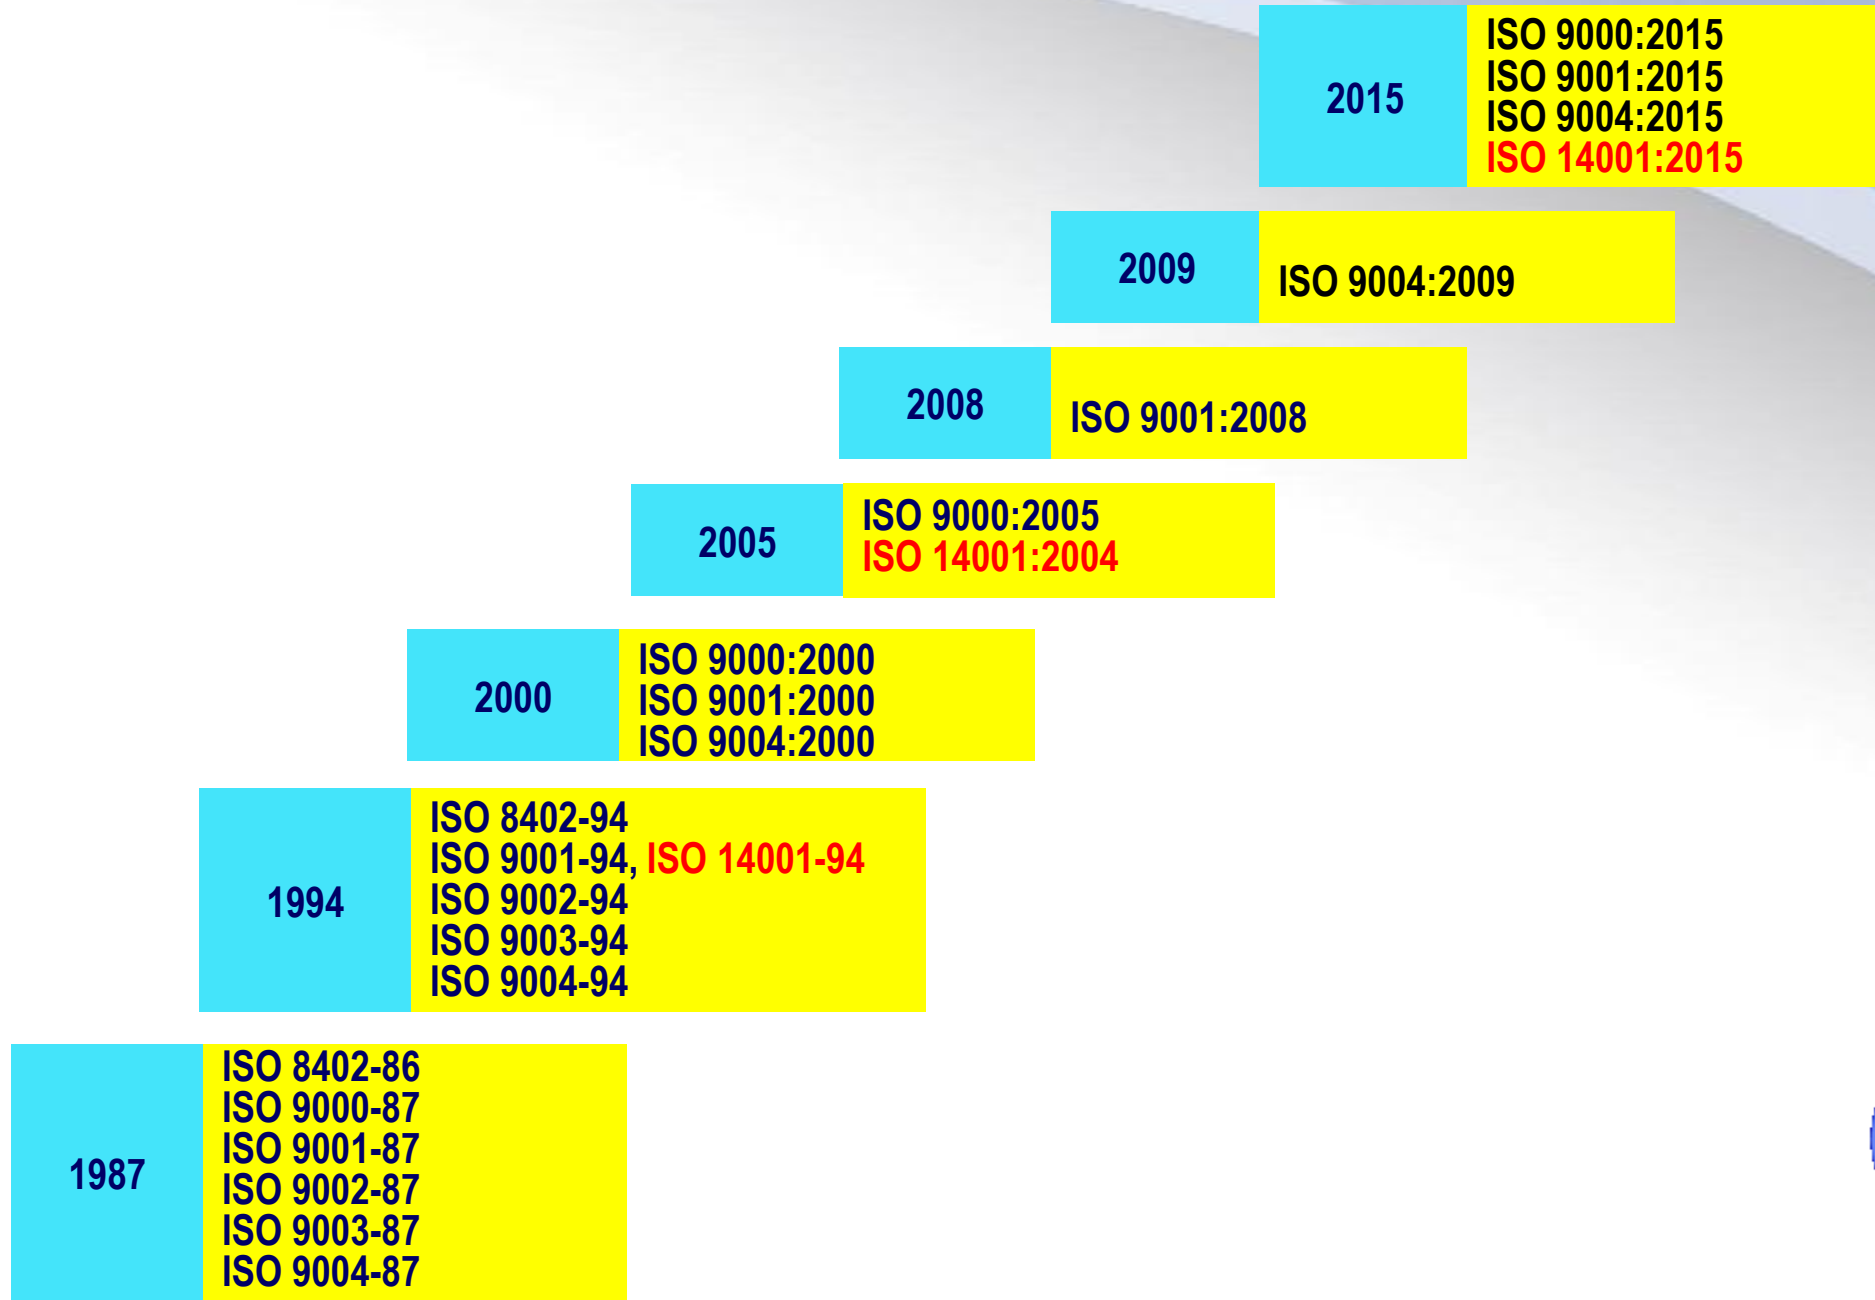 2015
ISO 9000:2015
ISO 9001:2015
ISO 9004:2015
ISO 14001:2015
2009
ISO 9004:2009
2008
ISO 9001:2008
2005
ISO 9000:2005
ISO 14001:2004
2000
ISO 9000:2000
ISO 9001:2000
ISO 9004:2000
1994
ISO 8402-94
ISO 9001-94, ISO 14001-94
ISO 9002-94
ISO 9003-94
ISO 9004-94
1987
ISO 8402-86
ISO 9000-87
ISO 9001-87
ISO 9002-87
ISO 9003-87
ISO 9004-87